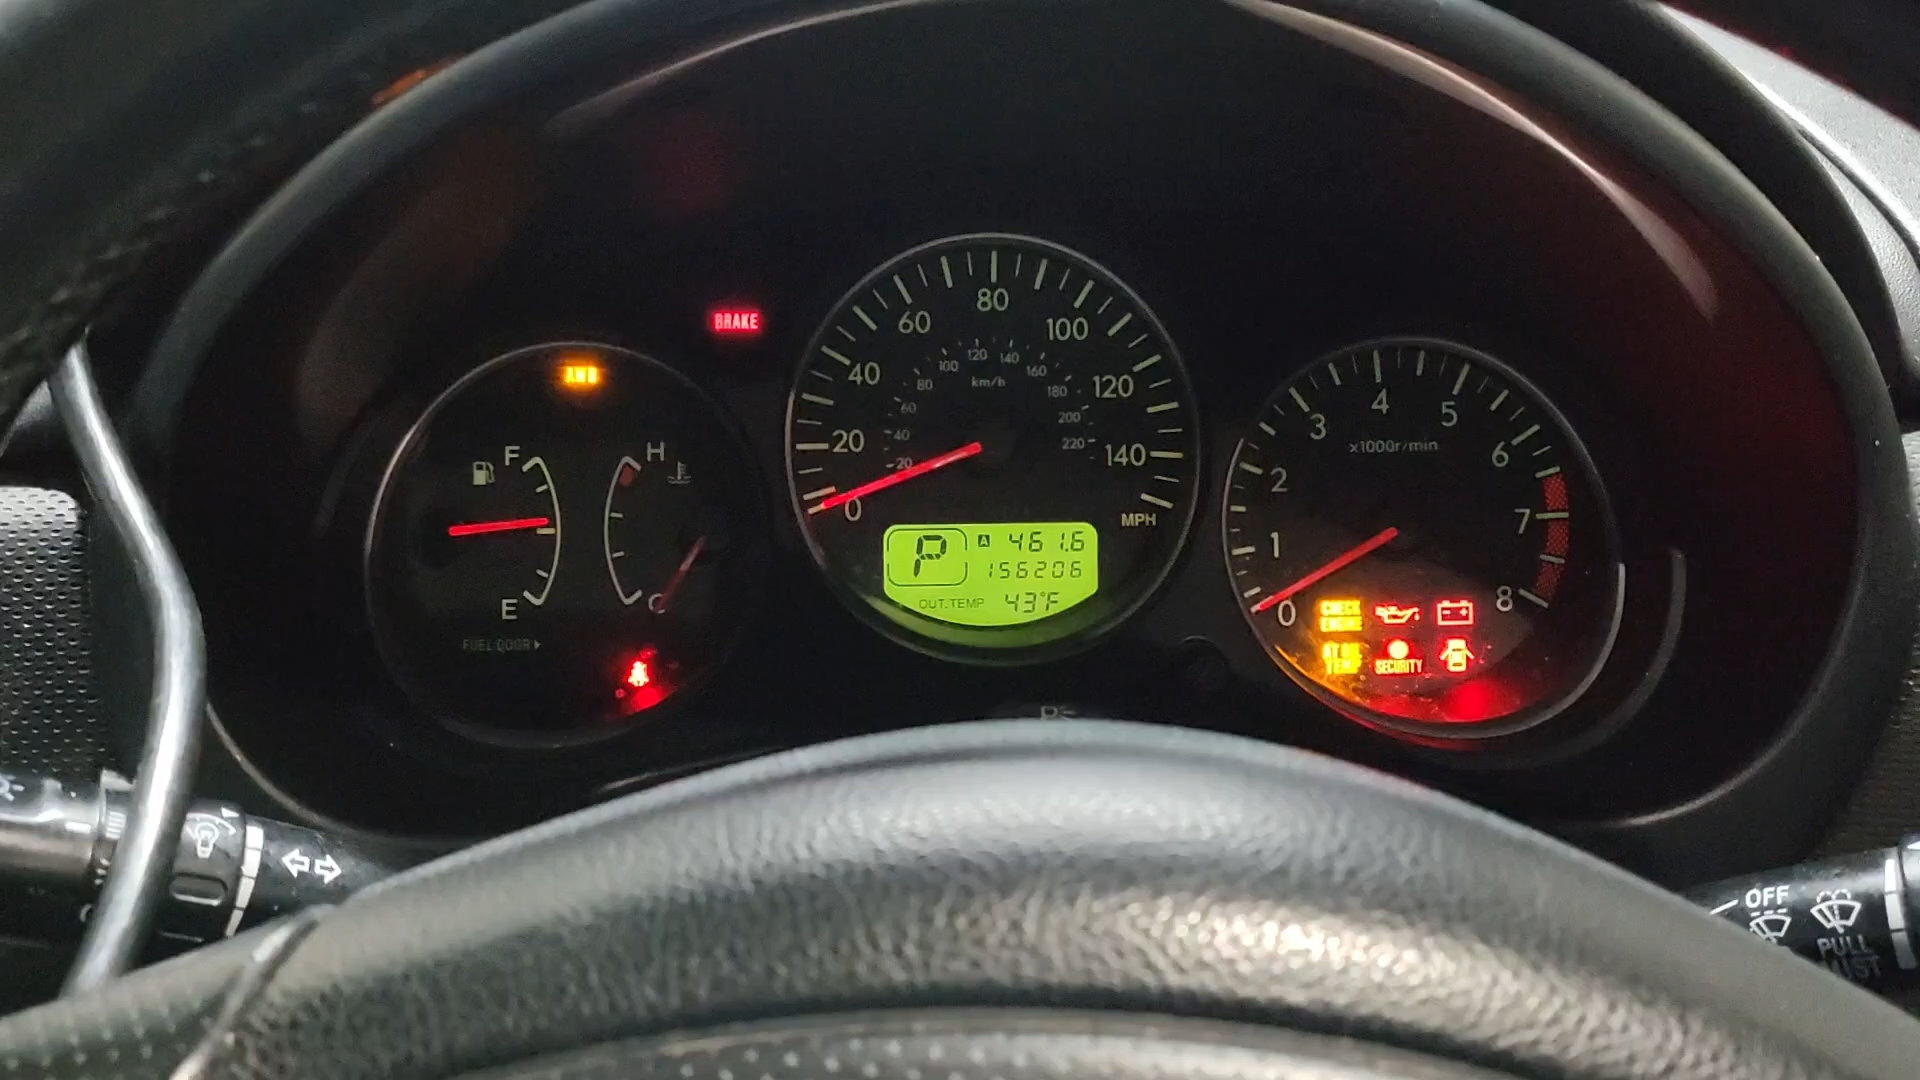 BRAKE
AWD
F
E
FUEL DOOR
H
C
0
20
40
60
80
100
120
140
MPH
20
40
60
80
100
120
140
160
180
200
220
km/h
P
A 461.6
156206
OUT.TEMP 43°F
0
1
2
3
4
5
6
7
8
x1000r/min
CHECK
ENGINE
AT OIL
TEMP
SECURITY
OFF
PULL